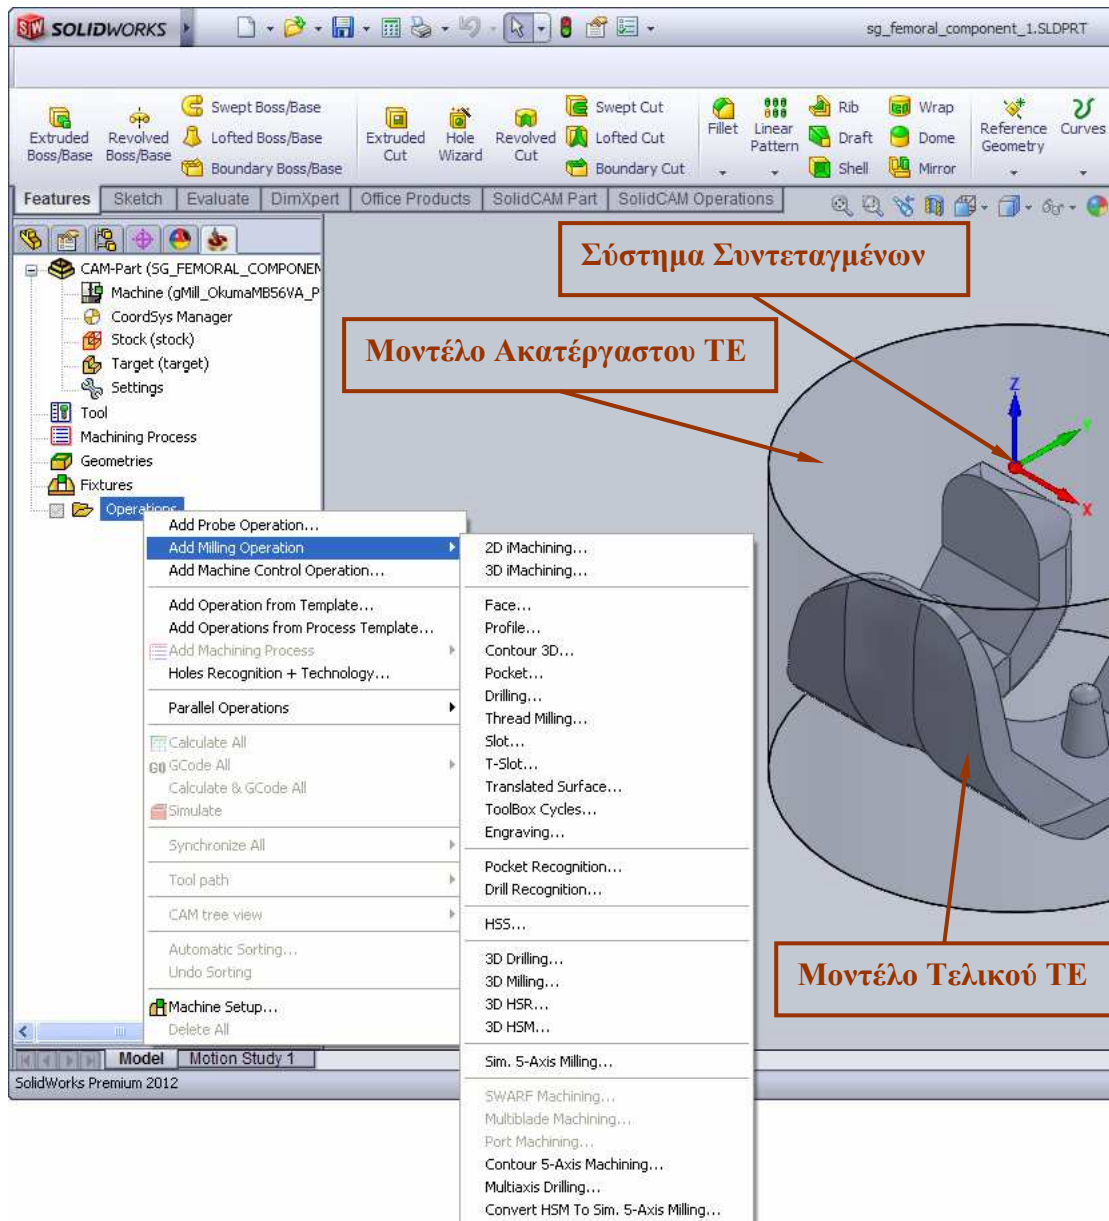 SOLIDWORKS
sg_femoral_component_1.SLDPRT
Extruded Boss/Base
Revolved Boss/Base
Swept Boss/Base
Lofted Boss/Base
Boundary Boss/Base
Extruded Cut
Hole Wizard
Revolved Cut
Swept Cut
Lofted Cut
Boundary Cut
Fillet
Linear Pattern
Rib
Draft
Shell
Wrap
Dome
Mirror
Reference Geometry
Curves
Features Sketch Evaluate DimXpert Office Products SolidCAM Part SolidCAM Operations
CAM-Part (SG_FEMORAL_COMPONEN
Machine (gMill_OkumaMB56VA_P
CoordSys Manager
Stock (stock)
Target (target)
Settings
Tool
Machining Process
Geometries
Fixtures
Operations
Σύστημα Συντεταγμένων
Μοντέλο Ακατέργαστου ΤΕ
Z
Y
X
Add Probe Operation...
Add Milling Operation
Add Machine Control Operation...
Add Operation from Template...
Add Operations from Process Template...
Add Machining Process
Holes Recognition + Technology...
Parallel Operations
Calculate All
GCode All
Calculate & GCode All
Simulate
Synchronize All
Tool path
CAM tree view
Automatic Sorting...
Undo Sorting
Machine Setup...
Delete All
2D iMachining...
3D iMachining...
Face...
Profile...
Contour 3D...
Pocket...
Drilling...
Thread Milling...
Slot...
T-Slot...
Translated Surface...
ToolBox Cycles...
Engraving...
Pocket Recognition...
Drill Recognition...
HSS...
3D Drilling...
3D Milling...
3D HSR...
3D HSM...
Sim. 5-Axis Milling...
SWARF Machining...
Multiblade Machining...
Port Machining...
Contour 5-Axis Machining...
Multiaxis Drilling...
Convert HSM To Sim. 5-Axis Milling...
Μοντέλο Τελικού ΤΕ
Model Motion Study 1
SolidWorks Premium 2012